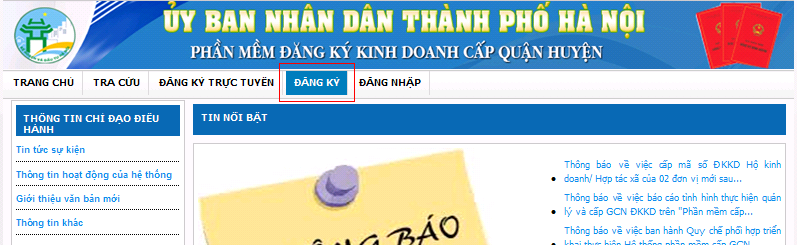 ỦY BAN NHÂN DÂN THÀNH PHỐ HÀ NỘI
PHẦN MỀM ĐĂNG KÝ KINH DOANH CẤP QUẬN HUYỆN
TRANG CHỦ TRA CỨU ĐĂNG KÝ TRỰC TUYẾN ĐĂNG KÝ ĐĂNG NHẬP
THÔNG TIN CHỈ ĐẠO ĐIỀU
HÀNH
Tin tức sự kiện
Thông tin hoạt động của hệ thống
Giới thiệu văn bản mới
Thông tin khác
TIN NỔI BẬT
BÁO
Thông báo về việc cấp mã số ĐKKD Hộ kinh
doanh/ Hợp tác xã của 02 đơn vị mới sau...
Thông báo về việc báo cáo tình hình thực hiện quản
lý và cấp GCN ĐKKD trên "Phần mềm cấp...
Thông báo về việc ban hành Quy chế phối hợp triển
khai thực hiện Hệ thống phần mềm cấp GCN